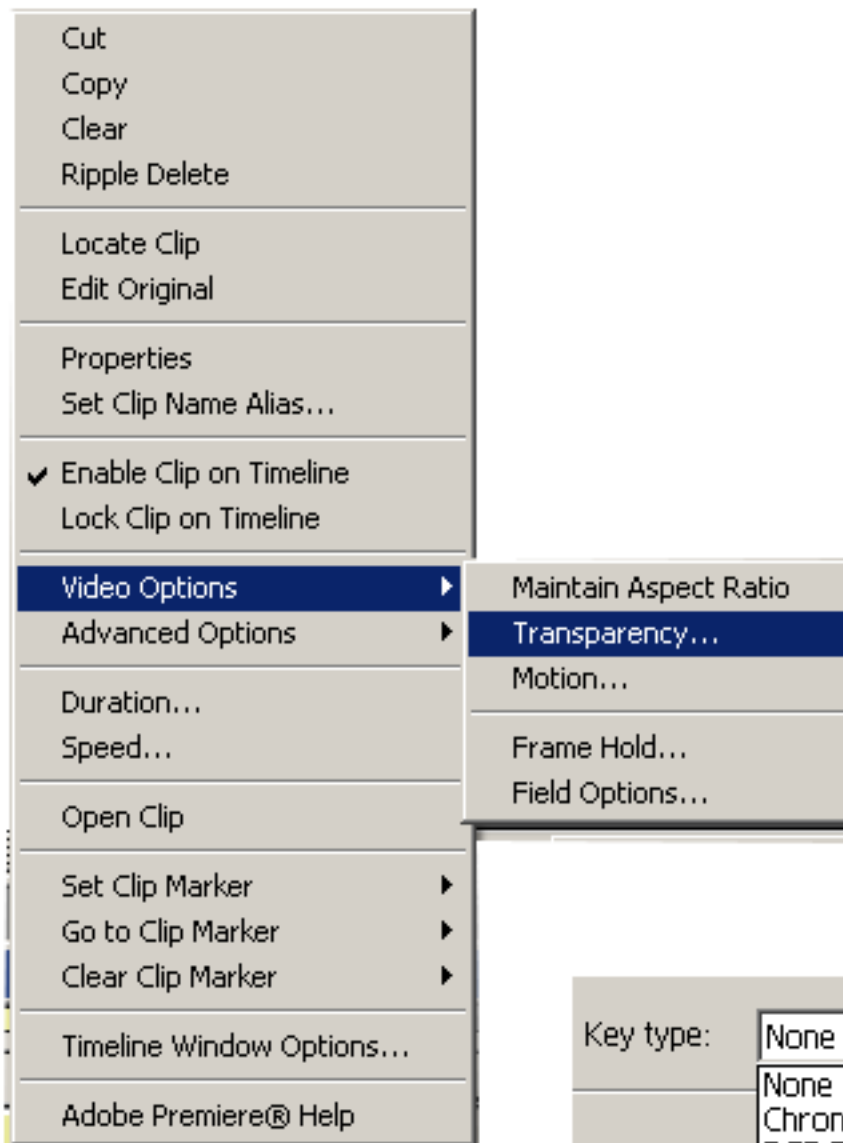 Cut
Copy
Clear
Ripple Delete
Locate Clip
Edit Original
Properties
Set Clip Name Alias...
Enable Clip on Timeline
Lock Clip on Timeline
Video Options
Advanced Options
Duration...
Speed...
Open Clip
Set Clip Marker
Go to Clip Marker
Clear Clip Marker
Timeline Window Options...
Adobe Premiere® Help
Maintain Aspect Ratio
Transparency...
Motion...
Frame Hold...
Field Options...
Key type: None
None
Chrom